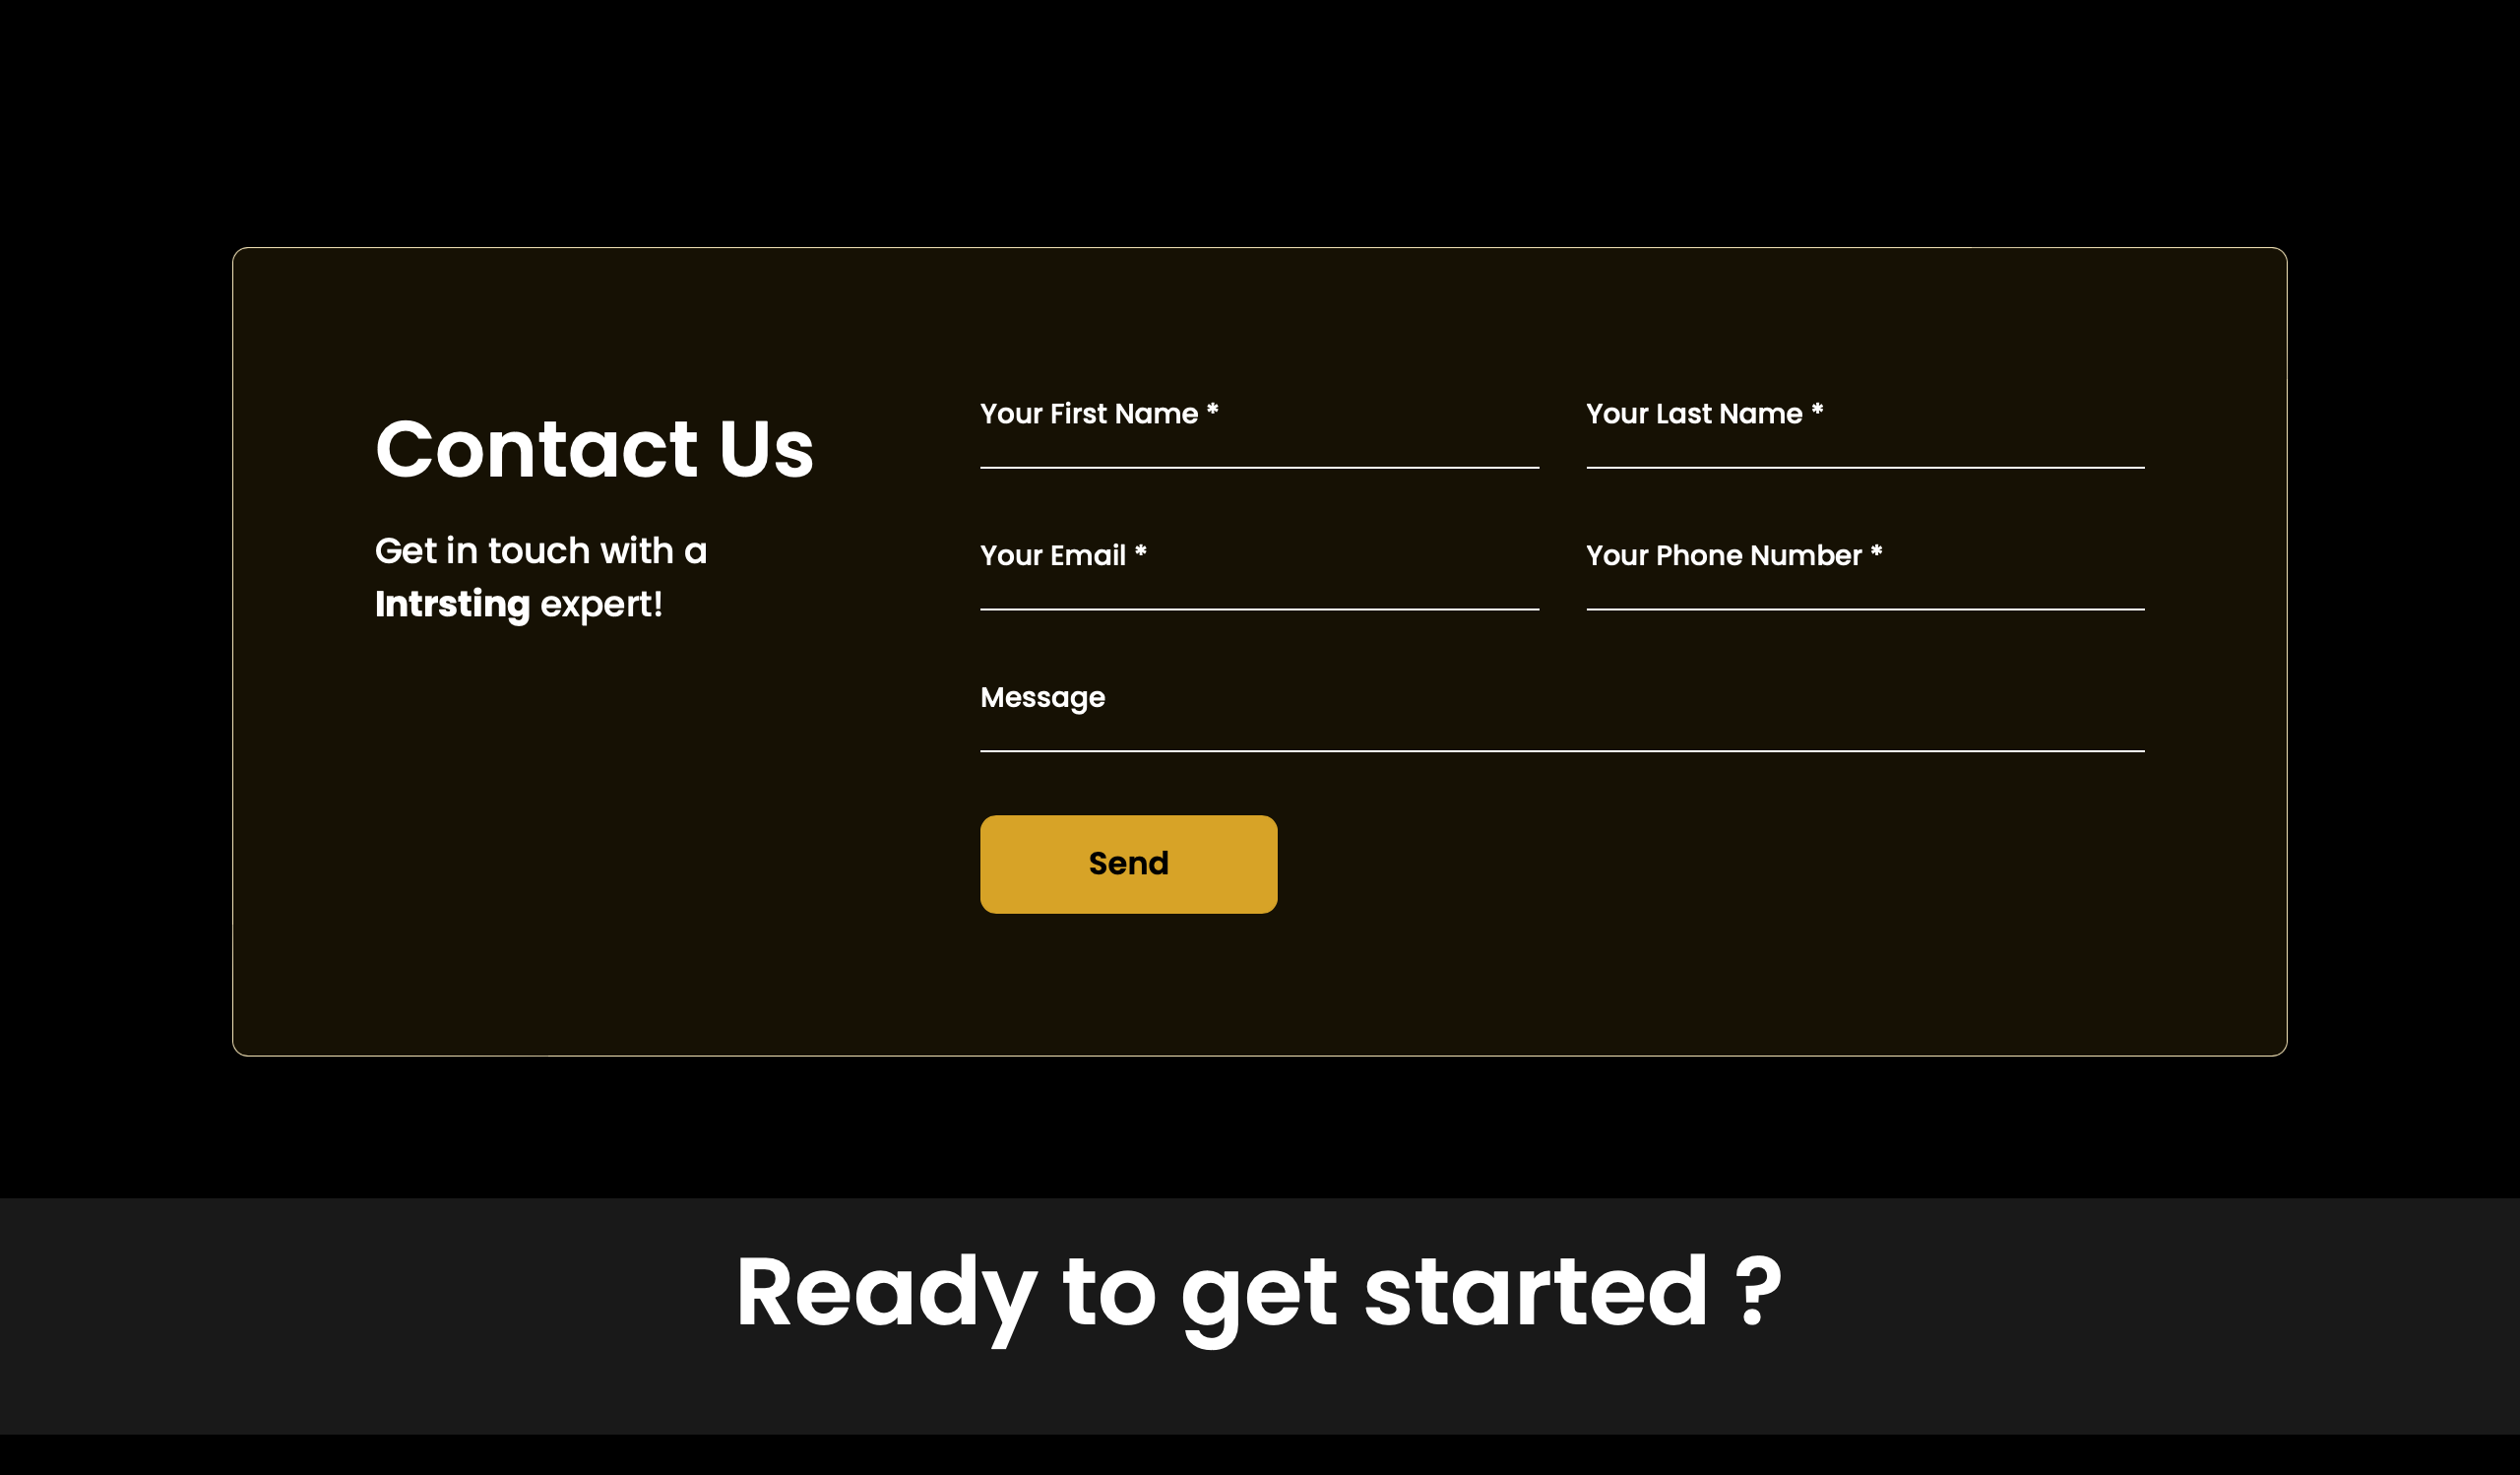 Contact Us
Get in touch with a
Intrsting expert!
Your First Name *
Your Last Name *
Your Email *
Your Phone Number *
Message
Send
Ready to get started ?